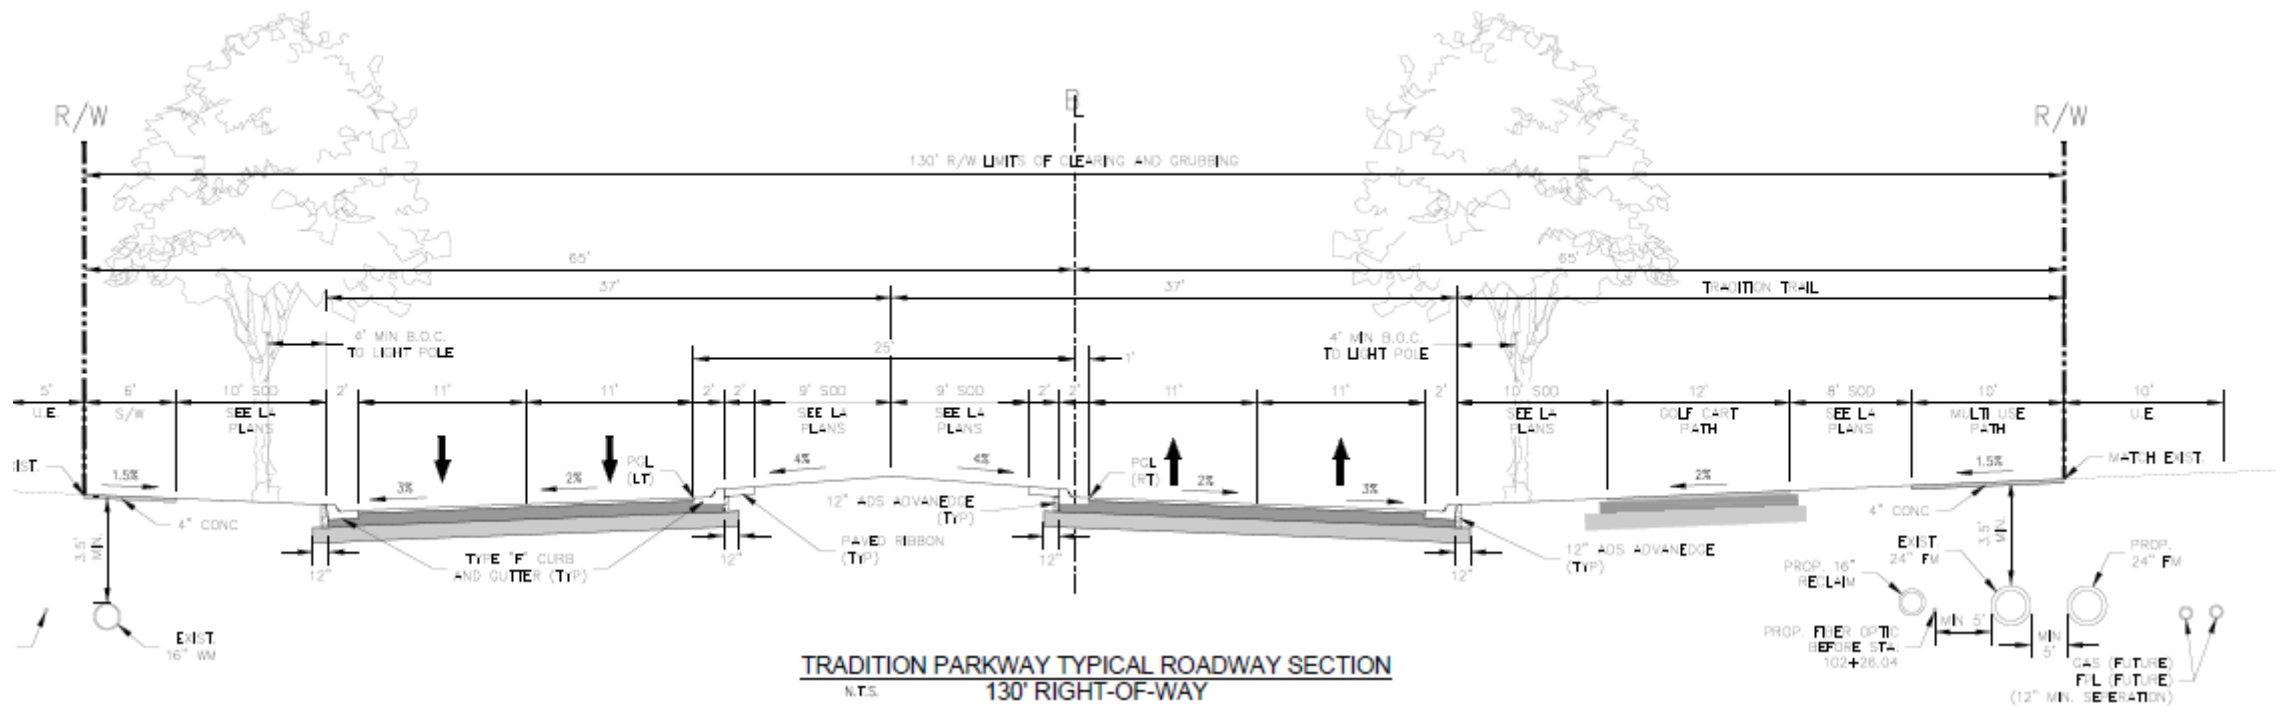 R/W
B
L
R/W
130' R/W LIMITS OF CLEARING AND GRUBBING
65'
65'
37'
37'
TRADITION TRAIL
4' MIN B.O.C.
TO LIGHT POLE
25'
4' MIN B.O.C.
TO LIGHT POLE
1'
5'
U.E.
6'
S/W
10' SOD
SEE LA
PLANS
2'
11'
11'
2'
2'
9' SOD
SEE LA
PLANS
9' SOD
SEE LA
PLANS
2'
2'
11'
11'
2'
10' SOD
SEE LA
PLANS
12'
GOLF CART
PATH
8' SOD
SEE LA
PLANS
10'
MULTI USE
PATH
10'
U.E
1.5%
3%
2%
PGL
(LT)
4%
4%
PGL
(RT)
2%
3%
2%
1.5%
MATCH EXIST.
4" CONC
3.5'
MIN.
12"
TYPE "F" CURB
AND GUTTER (TYP)
12"
PAVED RIBBON
(TYP)
12" ADS ADVANEDGE
(TYP)
12"
12"
12" ADS ADVANEDGE
(TYP)
4" CONC
3.5'
MIN.
EXIST.
16" WM
PROP. 16"
RECLAIM
EXIST.
24" FM
PROP.
24" FM
MIN 5'
MIN
5'
PROP. FIBER OPTIC
BEFORE STA:
102+26.04
GAS (FUTURE)
FPL (FUTURE)
(12" MIN. SEPERATION)
TRADITION PARKWAY TYPICAL ROADWAY SECTION
N.T.S.
130' RIGHT-OF-WAY